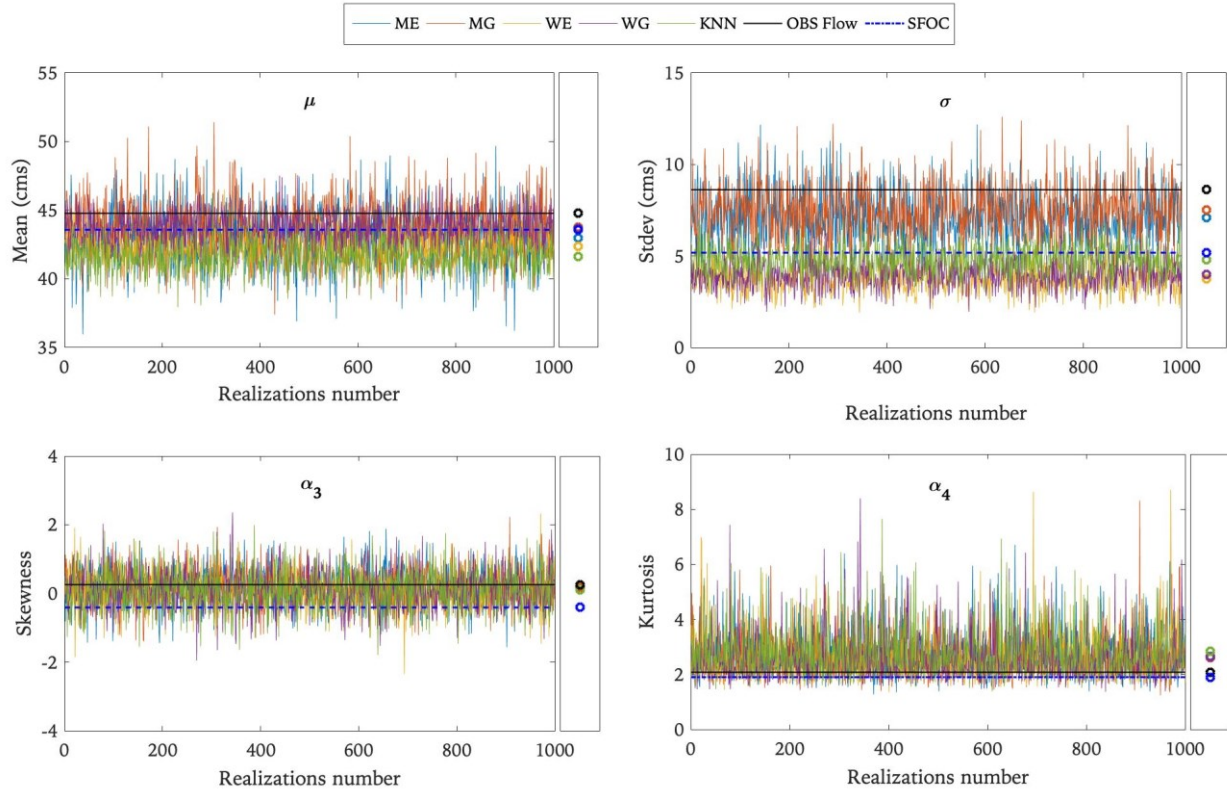 ME MG WE WG KNN OBS Flow SFOC
μ
Mean (cms)
55
50
45
40
35
0 200 400 600 800 1000
Realizations number
σ
Stdev (cms)
15
10
5
0
0 200 400 600 800 1000
Realizations number
α3
Skewness
4
2
0
-2
-4
0 200 400 600 800 1000
Realizations number
α4
Kurtosis
10
8
6
4
2
0
0 200 400 600 800 1000
Realizations number